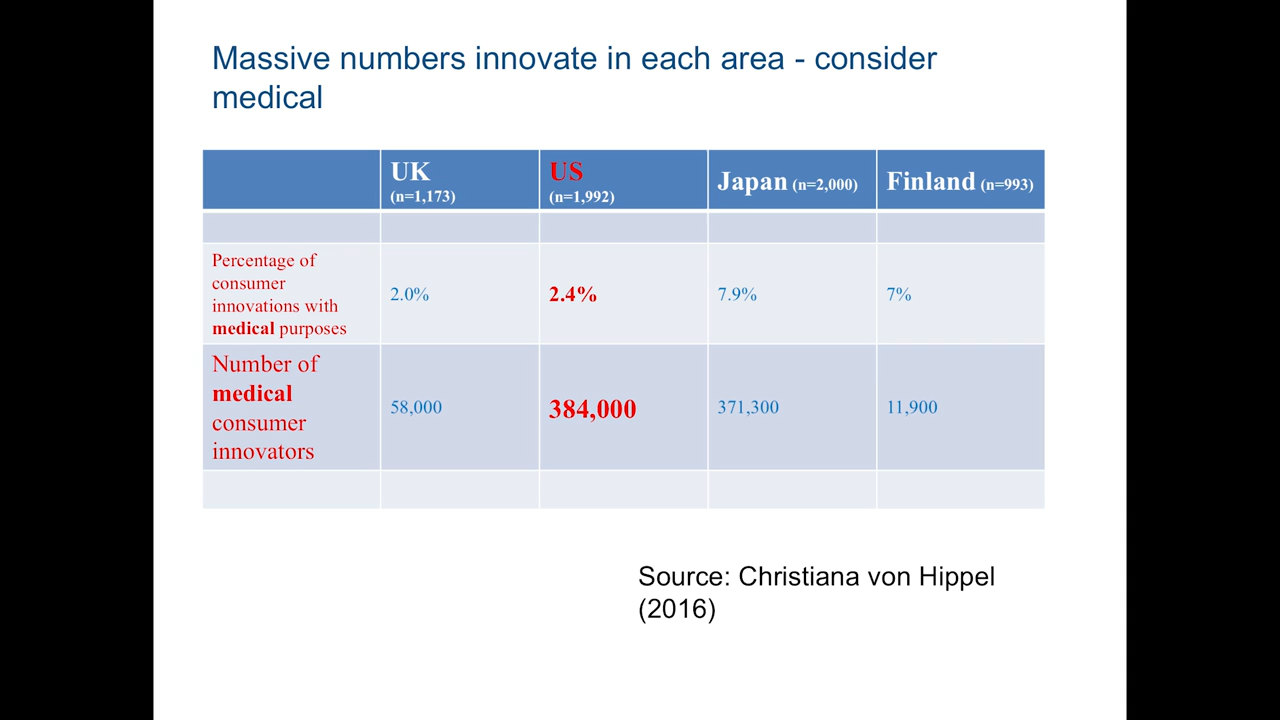 Massive numbers innovate in each area - consider
medical
UK
(n=1,173)
US
(n=1,992)
Japan (n=2,000)
Finland (n=993)
Percentage of
consumer
innovations with
medical purposes
2.0%
2.4%
7.9%
7%
Number of
medical
consumer
innovators
58,000
384,000
371,300
11,900
Source: Christiana von Hippel
(2016)